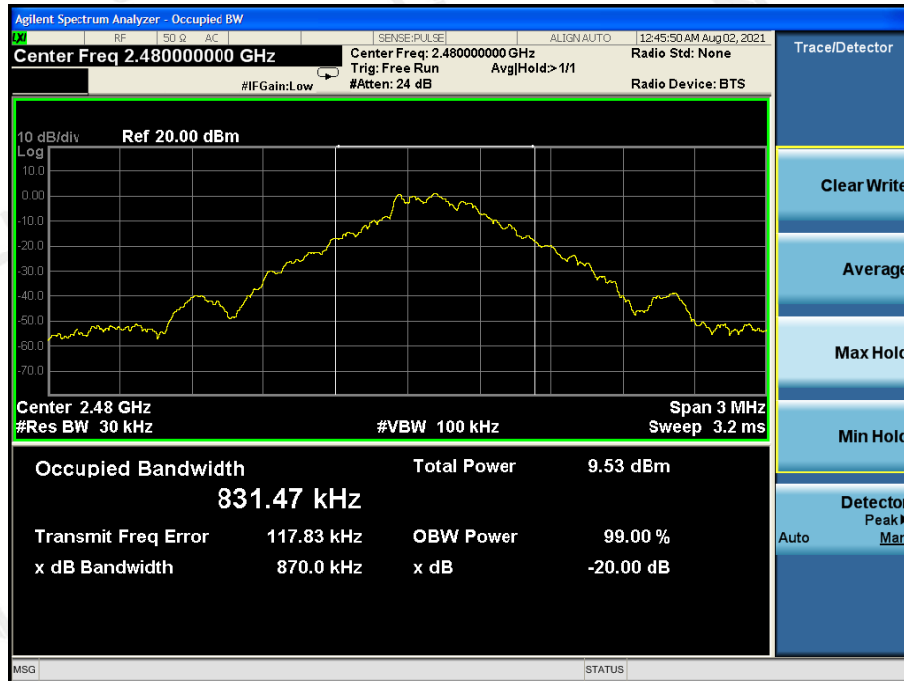 Agilent Spectrum Analyzer - Occupied BW
LXI RF 50 Ω AC SENSE:PULSE ALIGN AUTO 12:45:50 AM Aug 02, 2021
Center Freq 2.480000000 GHz
Center Freq: 2.480000000 GHz Radio Std: None
Trig: Free Run Avg|Hold:>1/1
#IFGain:Low #Atten: 24 dB Radio Device: BTS
Trace/Detector
10 dB/div Ref 20.00 dBm
Log
10.0
0.00
-10.0
-20.0
-30.0
-40.0
-50.0
-60.0
-70.0
Center 2.48 GHz Span 3 MHz
#Res BW 30 kHz #VBW 100 kHz Sweep 3.2 ms
Occupied Bandwidth Total Power 9.53 dBm
831.47 kHz
Transmit Freq Error 117.83 kHz OBW Power 99.00 %
x dB Bandwidth 870.0 kHz x dB -20.00 dB
Clear Write
Average
Max Hold
Min Hold
Detector
Peak
Auto Man
MSG STATUS